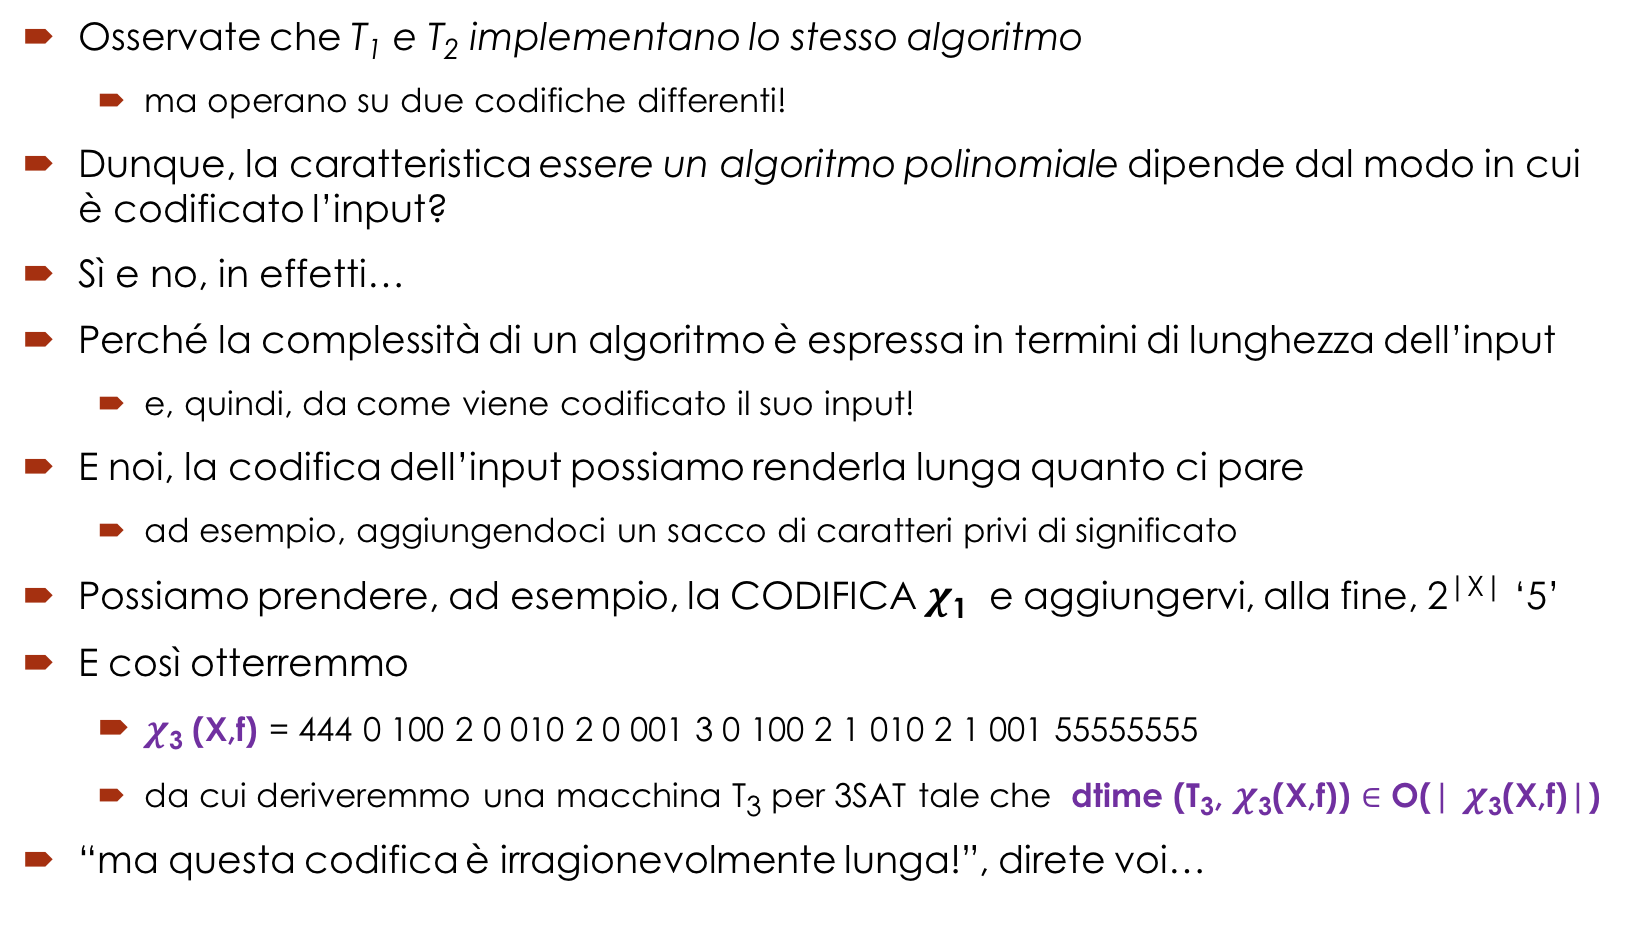 Osservate che T₁ e T₂ implementano lo stesso algoritmo
ma operano su due codifiche differenti!
Dunque, la caratteristica essere un algoritmo polinomiale dipende dal modo in cui
è codificato l’input?
Sì e no, in effetti…
Perché la complessità di un algoritmo è espressa in termini di lunghezza dell’input
e, quindi, da come viene codificato il suo input!
E noi, la codifica dell’input possiamo renderla lunga quanto ci pare
ad esempio, aggiungendoci un sacco di caratteri privi di significato
Possiamo prendere, ad esempio, la CODIFICA χ₁ e aggiungervi, alla fine, 2^|X| ‘5’
E così otterremmo
χ₃ (X,f) = 444 0 100 2 0 010 2 0 001 3 0 100 2 1 010 2 1 001 55555555
da cui deriveremmo una macchina T₃ per 3SAT tale che dtime (T₃, χ₃(X,f)) ∈ O(| χ₃(X,f)|)
“ma questa codifica è irragionevolmente lunga!”, direte voi…